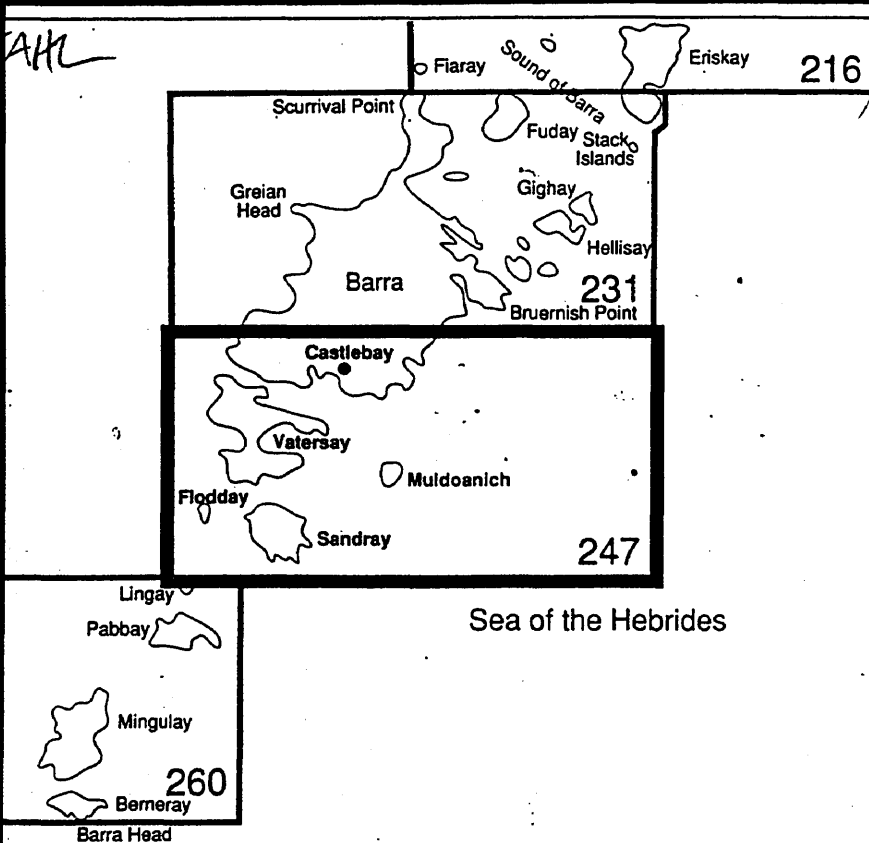 Fiaray
Sound of Barra
Eriskay
216
Scurrival Point
Fuday
Stack
Islands
Greian
Head
Gighay
Hellisay
Barra
231
Bruernish Point
Castlebay
Vatersay
Muldoanich
Flodday
Sandray
247
Lingay
Pabbay
Sea of the Hebrides
Mingulay
260
Berneray
Barra Head